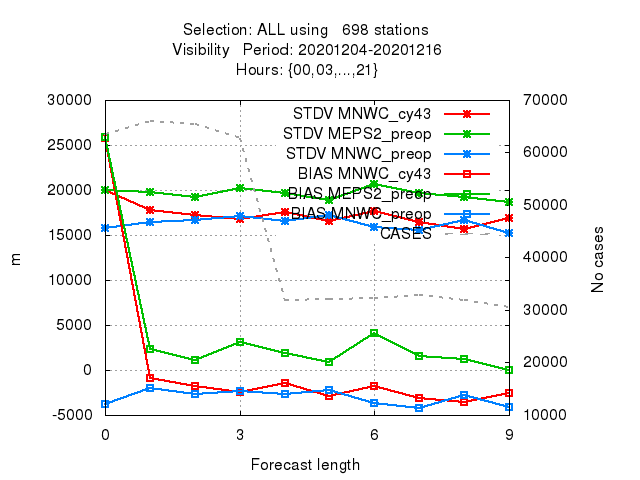 Selection: ALL using   698 stations
Visibility   Period: 20201204-20201216
Hours: {00,03,...,21}
30000
25000
20000
15000
10000
5000
0
-5000
70000
60000
50000
40000
30000
20000
10000
m
No cases
STDV MNWC_cy43
STDV MEPS2_preop
STDV MNWC_preop
BIAS MNWC_cy43
BIAS MEPS2_preop
BIAS MNWC_preop
CASES
0 3 6 9
Forecast length